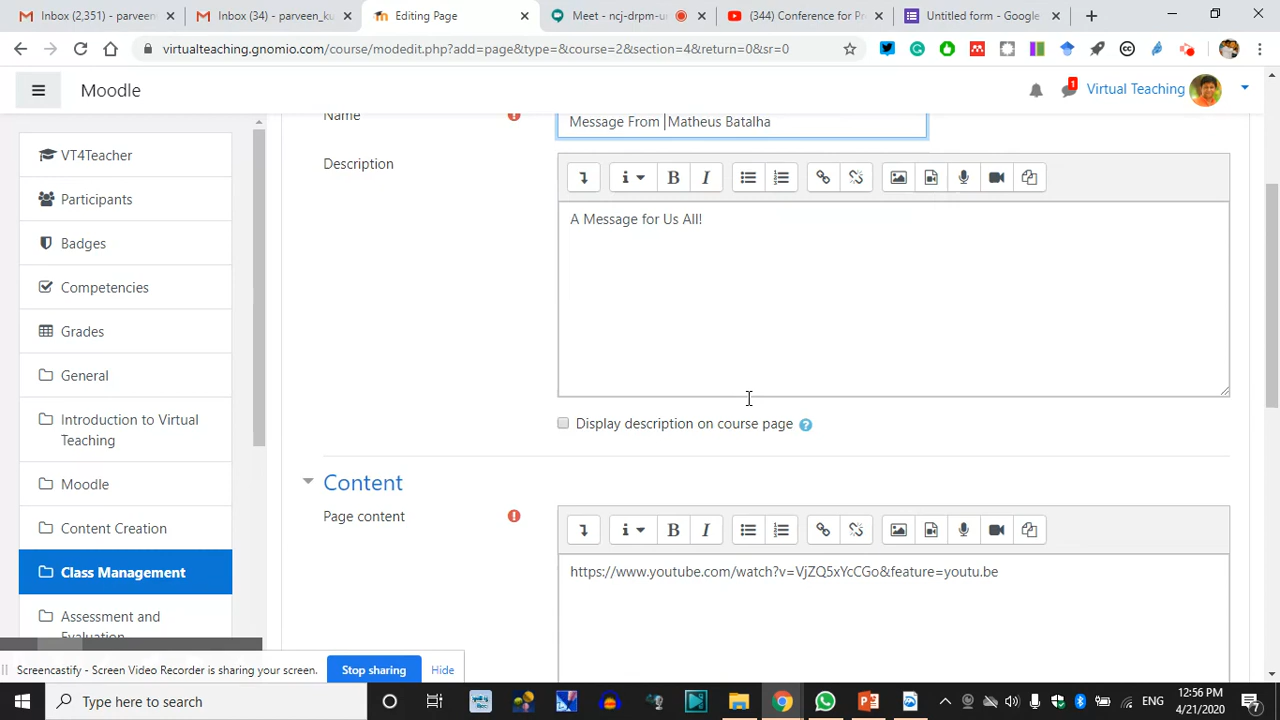 Inbox (2,351) - parveen_ku
Inbox (34) - parveen_ku
Editing Page
Meet - ncj-drpm-u
(344) Conference for Pr
Untitled form - Google
virtualteaching.gnomio.com/course/modedit.php?add=page&type=&course=2&section=4&return=0&sr=0
Moodle
1
Virtual Teaching
VT4Teacher
Participants
Badges
Competencies
Grades
General
Introduction to Virtual
Teaching
Moodle
Content Creation
Class Management
Assessment and
Evaluation
Name
Message From Matheus Batalha
Description
A Message for Us All!
Display description on course page
Content
Page content
https://www.youtube.com/watch?v=VjZQ5xYcCGo&feature=youtu.be
Screencastify - Screen Video Recorder is sharing your screen.
Stop sharing
Hide
Type here to search
ENG
12:56 PM
4/21/2020